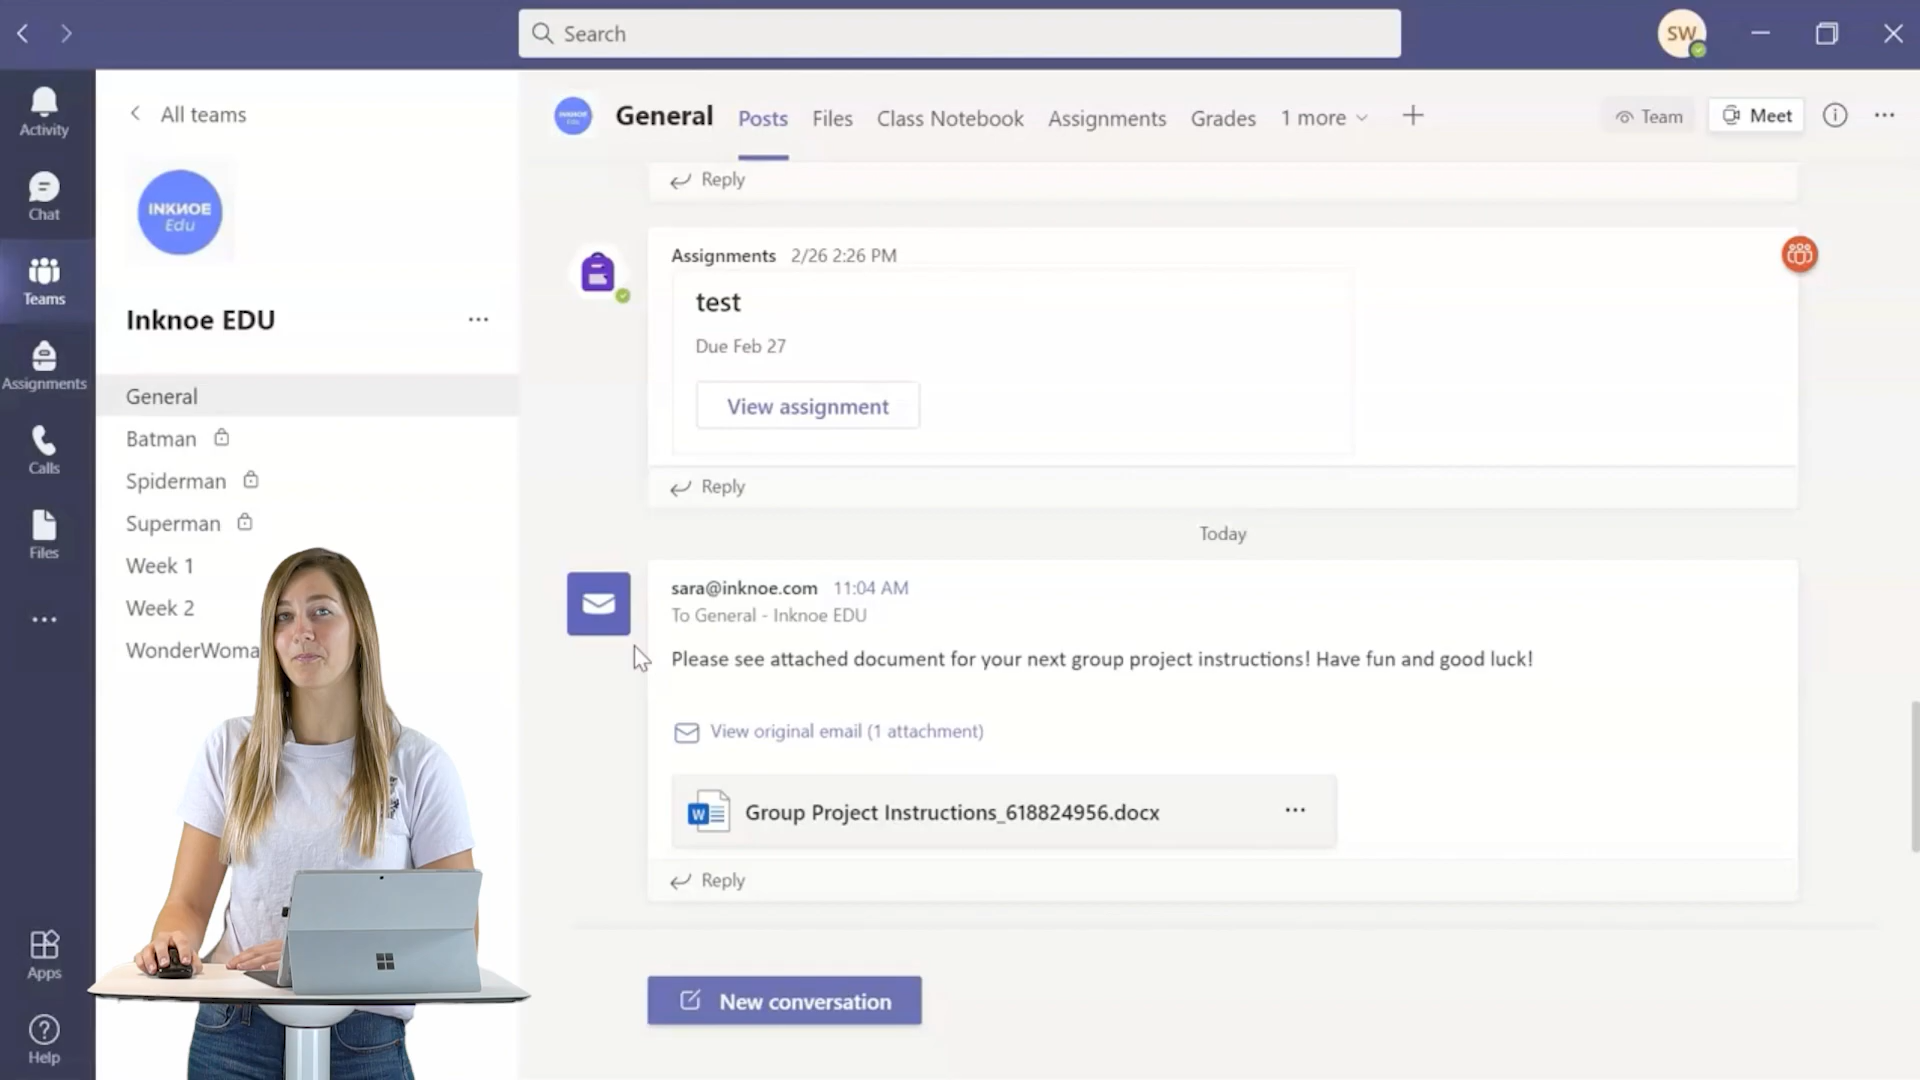 Search
SW
Activity
Chat
Teams
Assignments
Calls
Files
Apps
Help
All teams
INKNOE
Edu
Inknoe EDU
General
Batman
Spiderman
Superman
Week 1
Week 2
WonderWoma
General
Posts
Files
Class Notebook
Assignments
Grades
1 more
Team
Meet
Reply
Assignments 2/26 2:26 PM
test
Due Feb 27
View assignment
Reply
Today
sara@inknoe.com 11:04 AM
To General - Inknoe EDU
Please see attached document for your next group project instructions! Have fun and good luck!
View original email (1 attachment)
W
Group Project Instructions_618824956.docx
Reply
New conversation